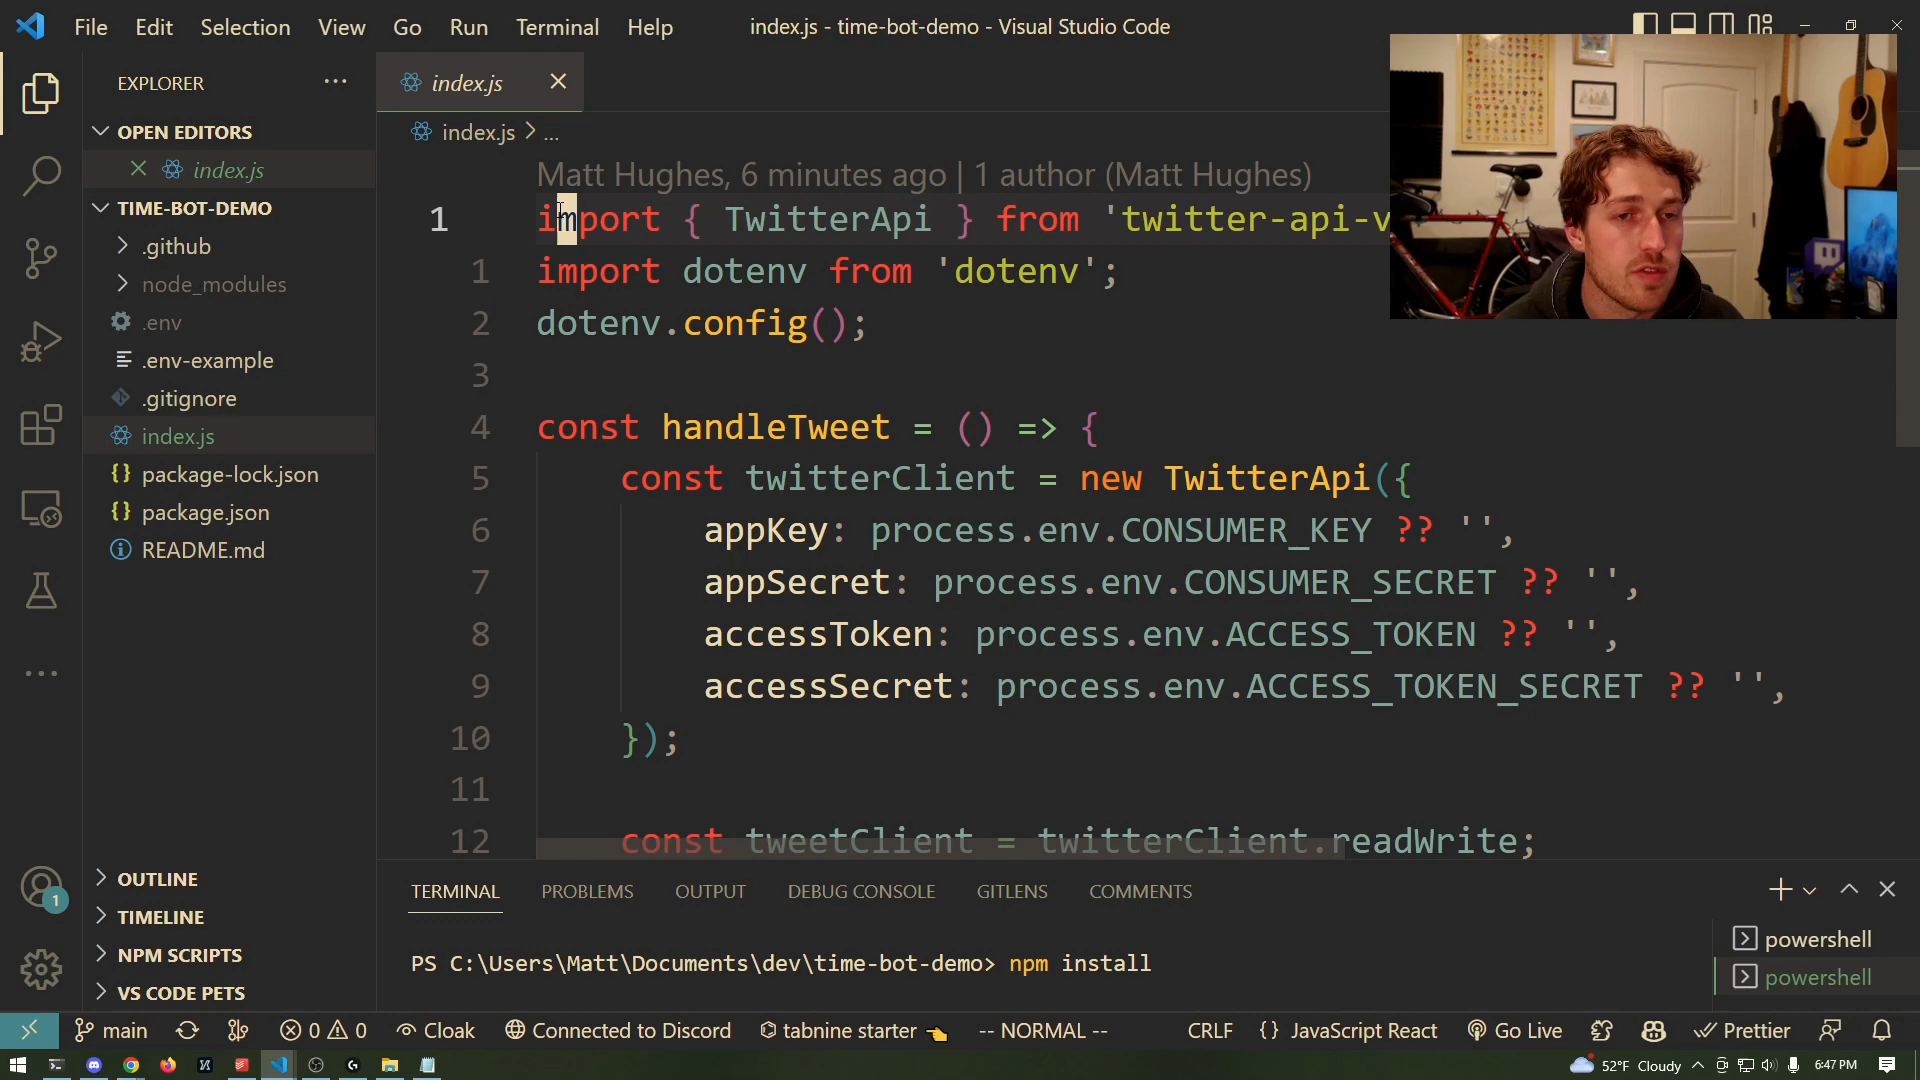 File Edit Selection View Go Run Terminal Help
index.js - time-bot-demo - Visual Studio Code
EXPLORER ...
OPEN EDITORS
index.js
TIME-BOT-DEMO
.github
node_modules
.env
.env-example
.gitignore
index.js
package-lock.json
package.json
README.md
OUTLINE
TIMELINE
NPM SCRIPTS
VS CODE PETS
index.js
index.js > ...
Matt Hughes, 6 minutes ago | 1 author (Matt Hughes)
1 import { TwitterApi } from 'twitter-api-v
1 import dotenv from 'dotenv';
2 dotenv.config();
3
4 const handleTweet = () => {
5 const twitterClient = new TwitterApi({
6 appKey: process.env.CONSUMER_KEY ?? '',
7 appSecret: process.env.CONSUMER_SECRET ?? '',
8 accessToken: process.env.ACCESS_TOKEN ?? '',
9 accessSecret: process.env.ACCESS_TOKEN_SECRET ?? '',
10 });
11
12 const tweetClient = twitterClient.readWrite;
TERMINAL PROBLEMS OUTPUT DEBUG CONSOLE GITLENS COMMENTS
PS C:\Users\Matt\Documents\dev\time-bot-demo> npm install
powershell
powershell
1
main 0 0 Cloak Connected to Discord tabnine starter -- NORMAL -- CRLF {} JavaScript React Go Live Prettier
52°F Cloudy 6:47 PM